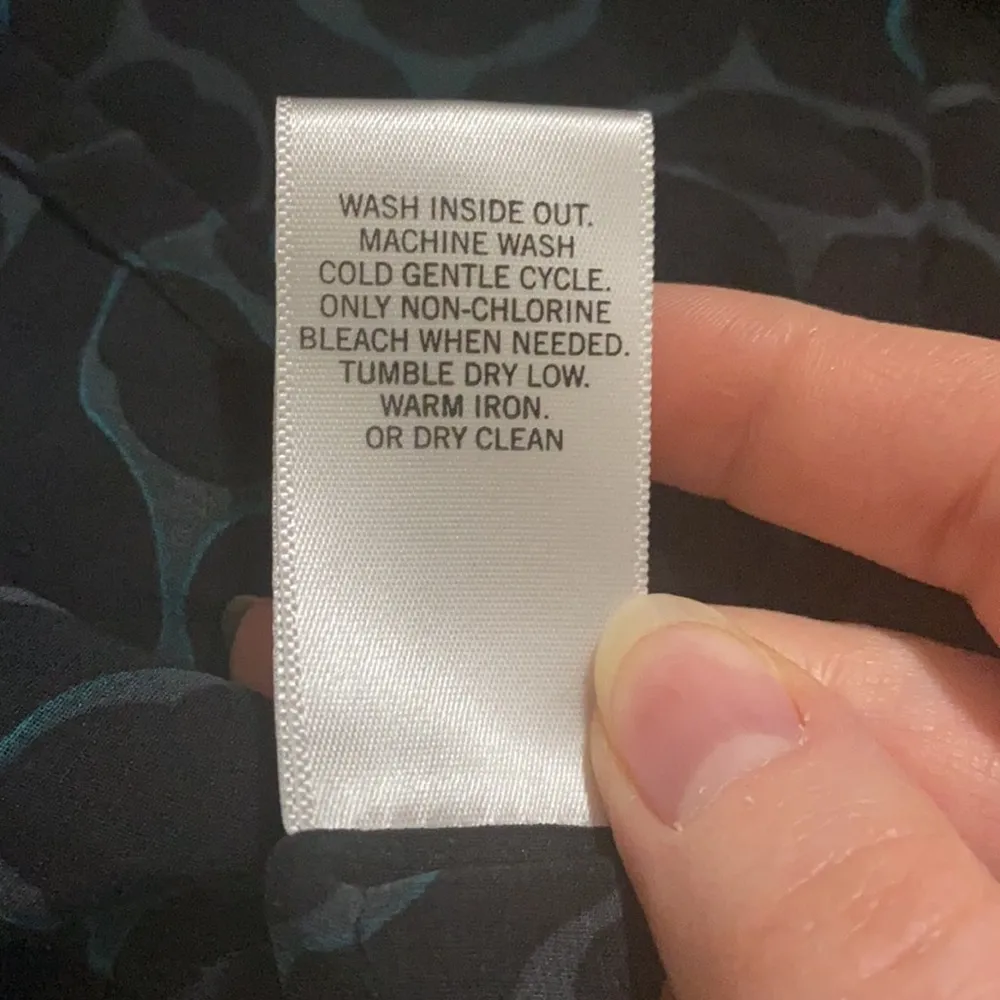 WASH INSIDE OUT.
MACHINE WASH
COLD GENTLE CYCLE.
ONLY NON-CHLORINE
BLEACH WHEN NEEDED.
TUMBLE DRY LOW.
WARM IRON.
OR DRY CLEAN